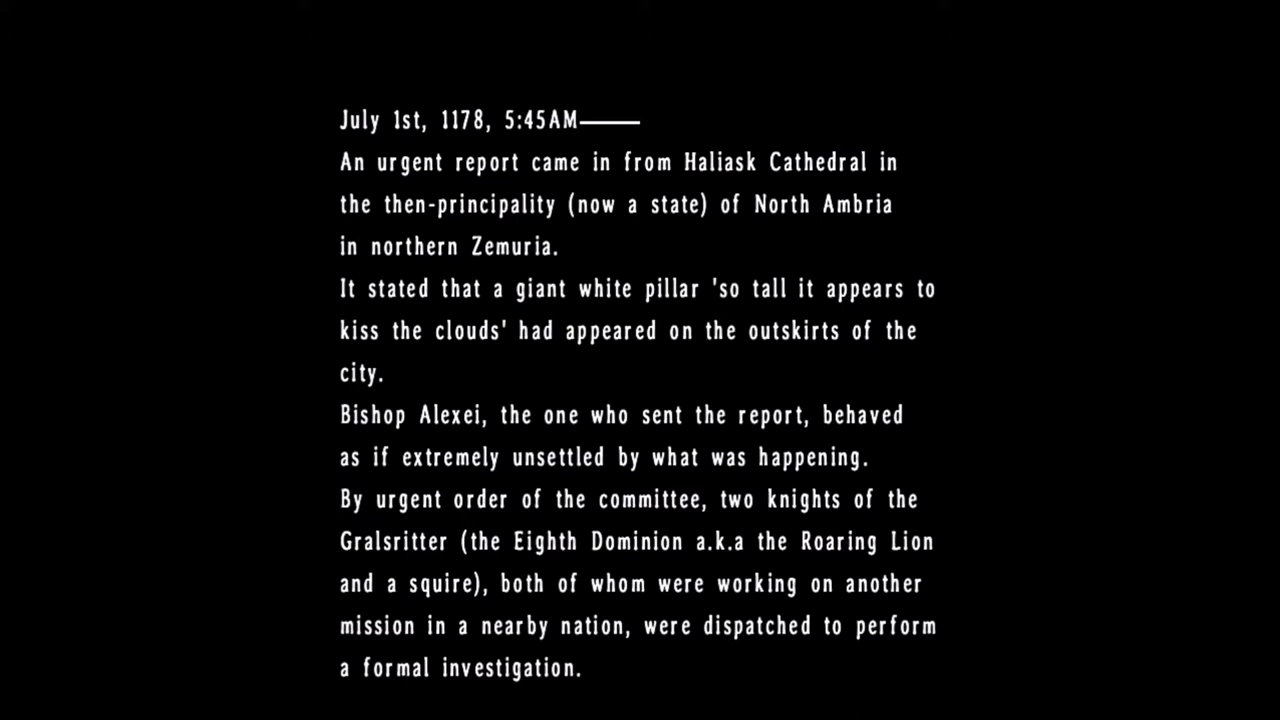 July 1st, 1178, 5:45AM———
An urgent report came in from Haliask Cathedral in
the then-principality (now a state) of North Ambria
in northern Zemuria.
It stated that a giant white pillar 'so tall it appears to
kiss the clouds' had appeared on the outskirts of the
city.
Bishop Alexei, the one who sent the report, behaved
as if extremely unsettled by what was happening.
By urgent order of the committee, two knights of the
Gralsritter (the Eighth Dominion a.k.a the Roaring Lion
and a squire), both of whom were working on another
mission in a nearby nation, were dispatched to perform
a formal investigation.